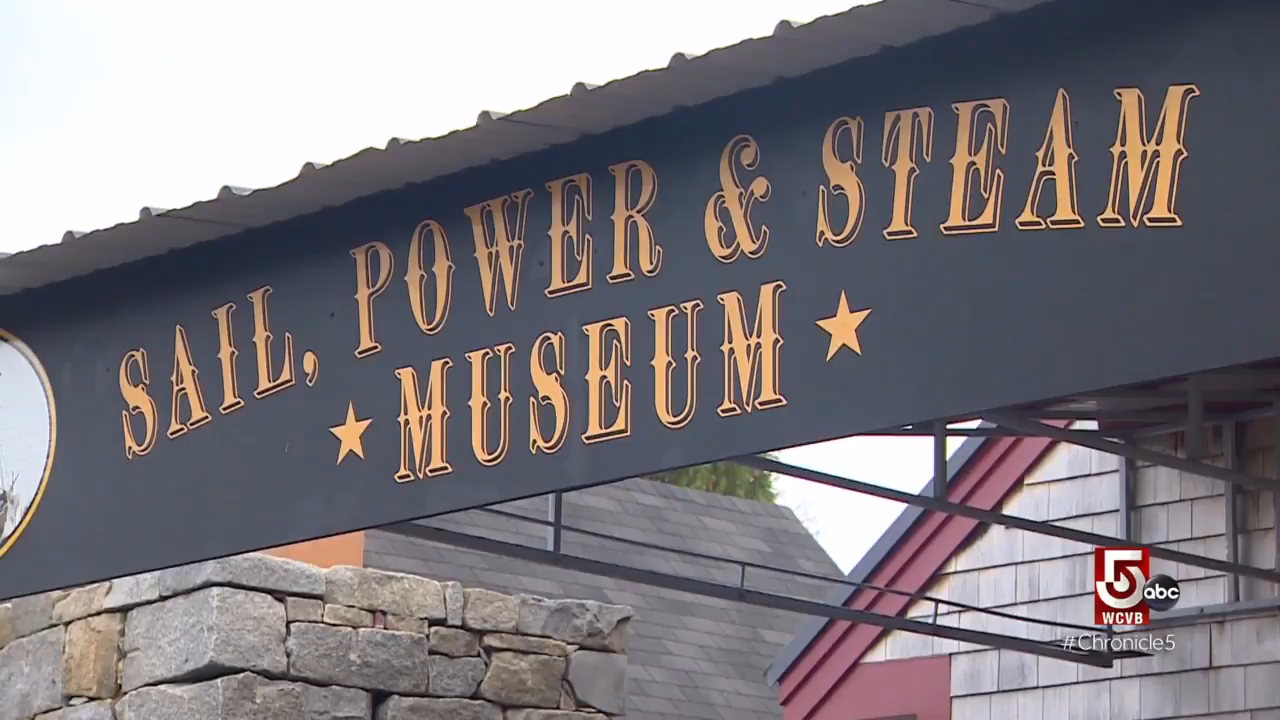 SAIL, POWER & STEAM
MUSEUM
5
abc
WCVB
#Chronicle5